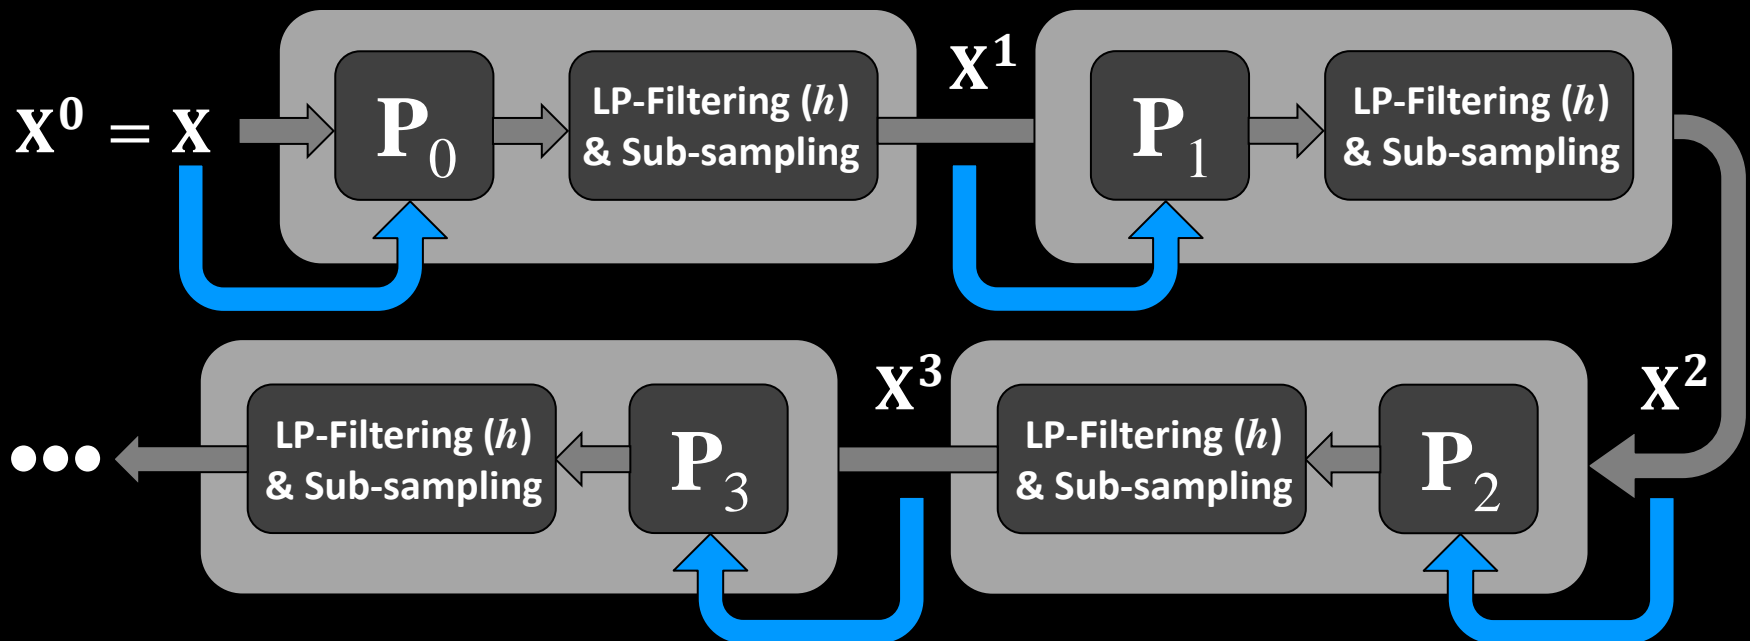 X⁰ = X
P₀
LP-Filtering (h)
& Sub-sampling
X¹
P₁
LP-Filtering (h)
& Sub-sampling
X²
P₂
LP-Filtering (h)
& Sub-sampling
X³
P₃
LP-Filtering (h)
& Sub-sampling
•••